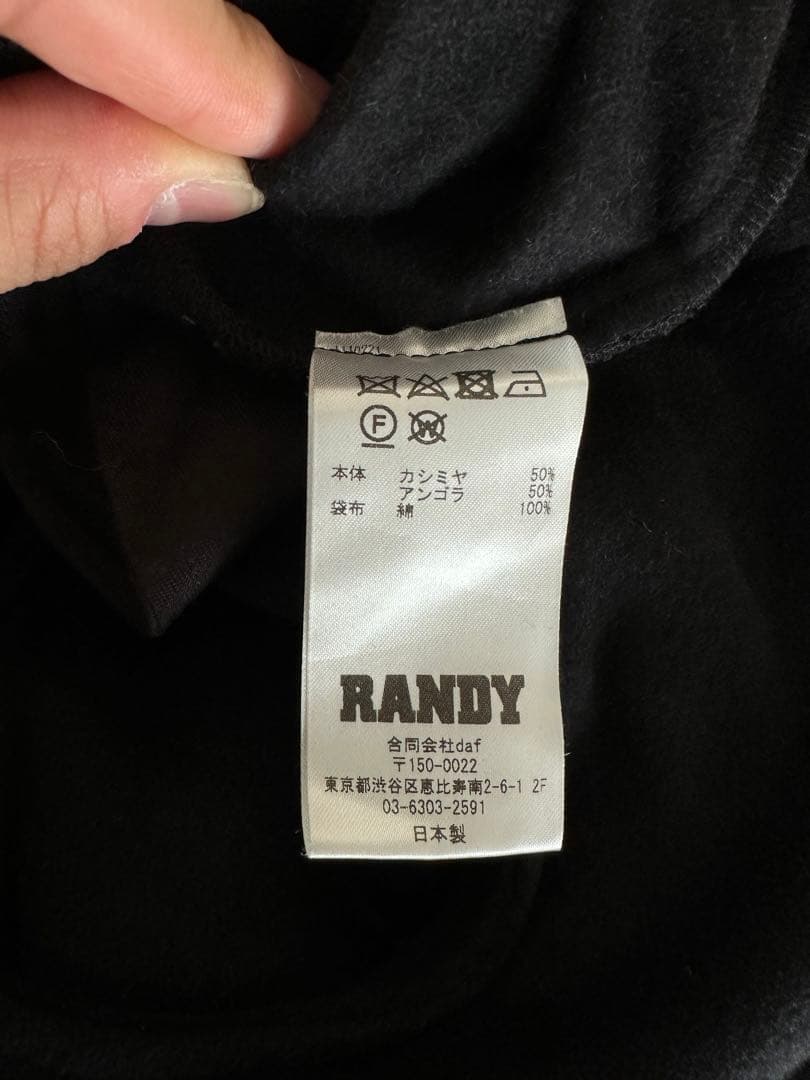 F
W
本体 カシミヤ 50%
アンゴラ 50%
袋布 綿 100%
RANDY
合同会社daf
〒150-0022
東京都渋谷区恵比寿南2-6-1 2F
03-6303-2591
日本製